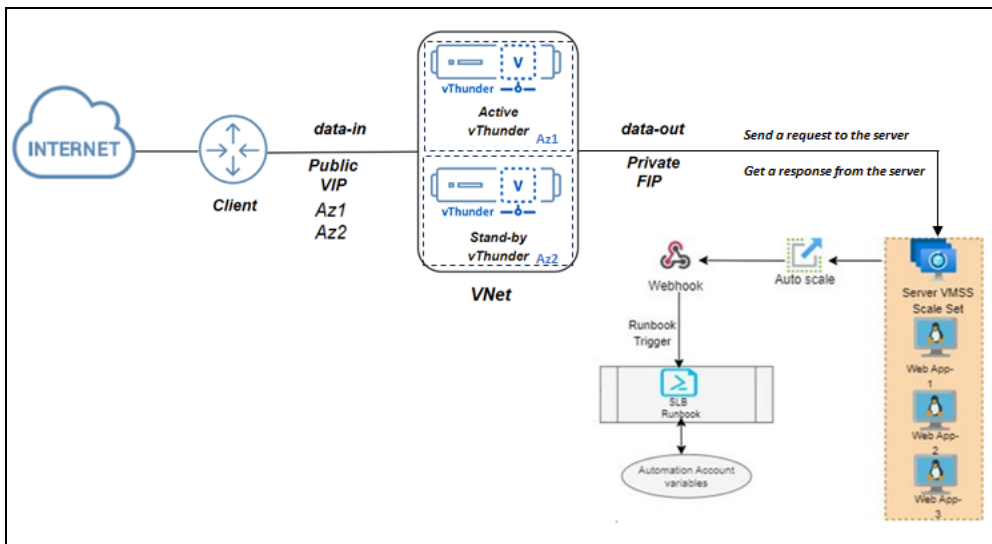 INTERNET
Client
data-in
Public
VIP
Az1
Az2
V
vThunder
Active
vThunder
Az1
V
vThunder
Stand-by
vThunder
Az2
VNet
data-out
Private
FIP
Send a request to the server
Get a response from the server
Server VMSS
Scale Set
Web App-
1
Web App-
2
Web App-
3
Auto scale
Webhook
Runbook
Trigger
SLB
Runbook
Automation Account
variables